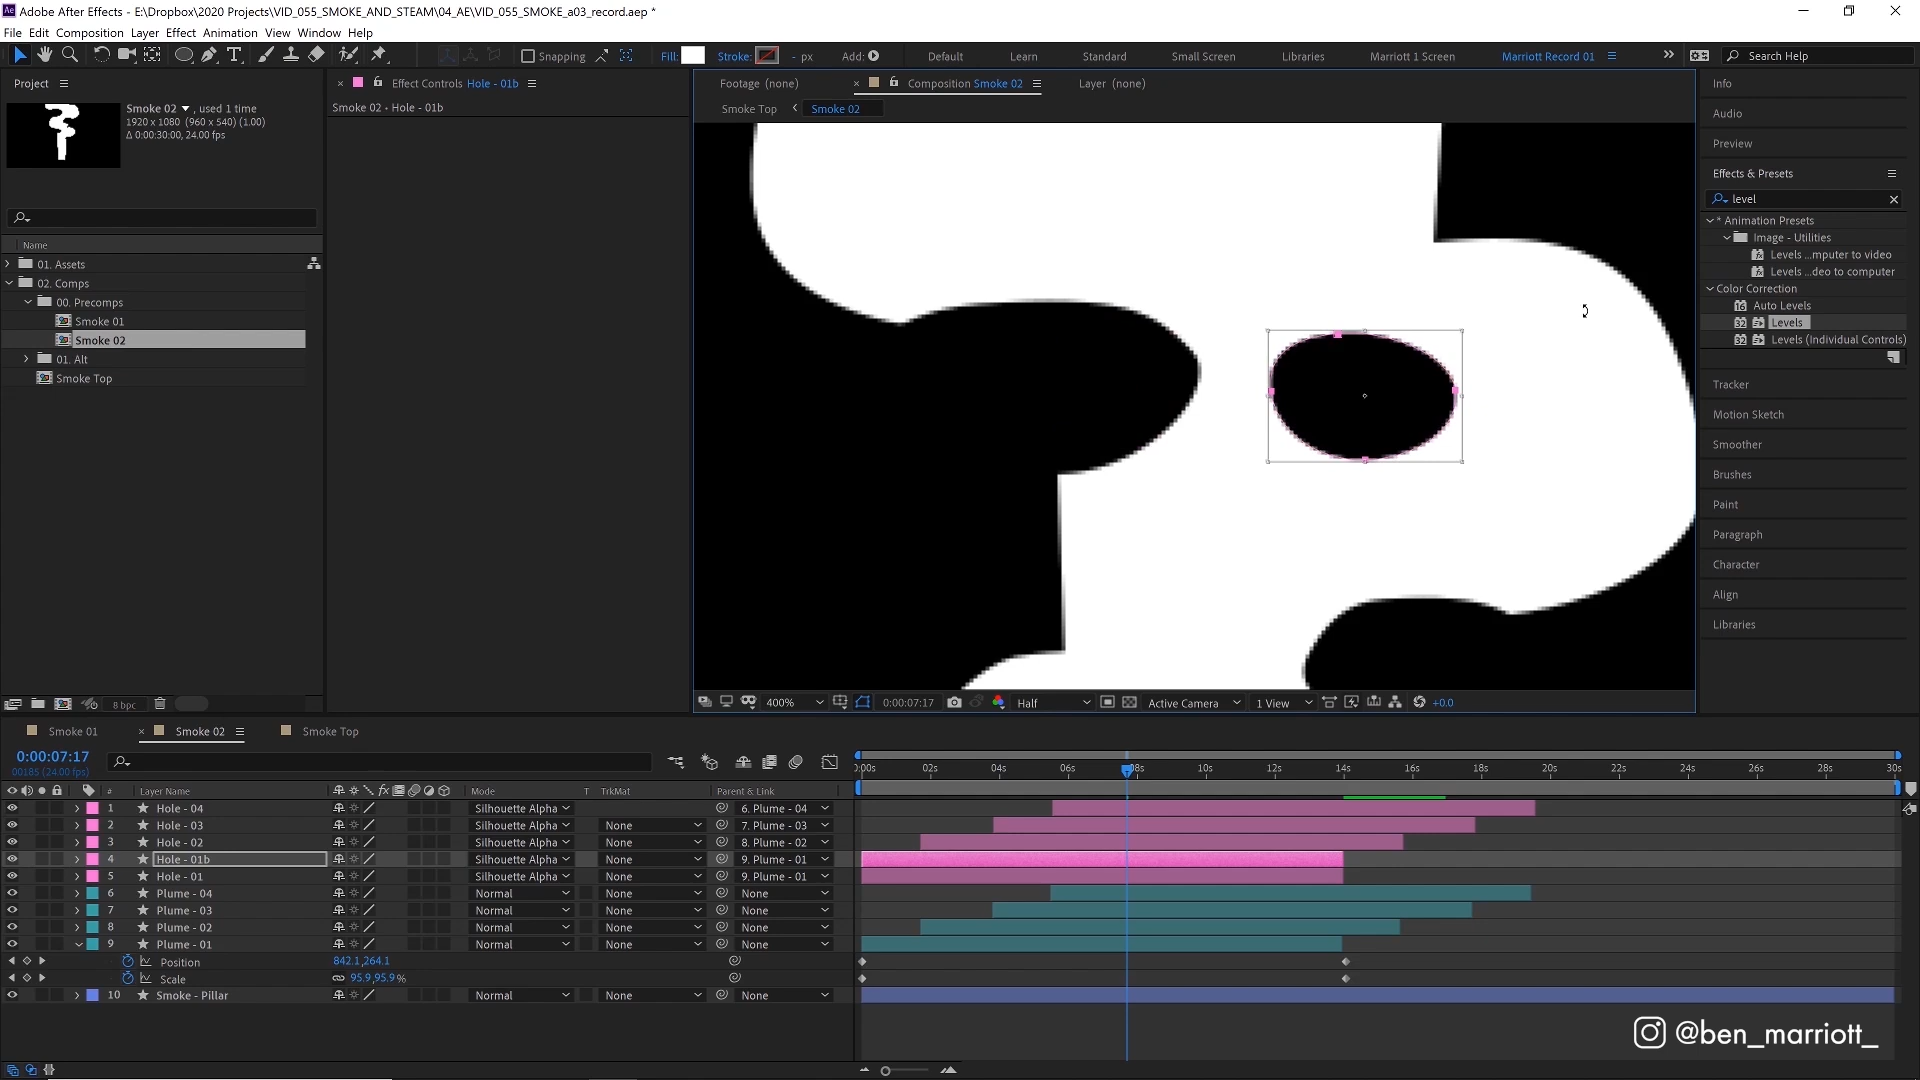 Adobe After Effects - E:\Dropbox\2020 Projects\VID_055_SMOKE_AND_STEAM\04_AE\VID_055_SMOKE_a03_record.aep *
File Edit Composition Layer Effect Animation View Window Help
Snapping Fill: Stroke: - px Add: Default Learn Standard Small Screen Libraries Marriott 1 Screen Marriott Record 01 Search Help
Project
Smoke 02 , used 1 time
1920 x 1080 (960 x 540) (1.00)
Δ 0:00:30:00, 24.00 fps
Name
01. Assets
02. Comps
00. Precomps
Smoke 01
Smoke 02
01. Alt
Smoke Top
8 bpc
Effect Controls Hole - 01b
Smoke 02 • Hole - 01b
Footage (none) Composition Smoke 02 Layer (none)
Smoke Top Smoke 02
400% 0:00:07:17 Half Active Camera 1 View +0.0
Info
Audio
Preview
Effects & Presets
level
* Animation Presets
Image - Utilities
Levels ...mputer to video
Levels ...deo to computer
Color Correction
Auto Levels
Levels
Levels (Individual Controls)
Tracker
Motion Sketch
Smoother
Brushes
Paint
Paragraph
Character
Align
Libraries
Smoke 01 Smoke 02 Smoke Top
0:00:07:17
00185 (24.00 fps)
# Layer Name Mode T TrkMat Parent & Link
0:00s 02s 04s 06s 08s 10s 12s 14s 16s 18s 20s 22s 24s 26s 28s 30s
1 Hole - 04 Silhouette Alpha 6. Plume - 04
2 Hole - 03 Silhouette Alpha None 7. Plume - 03
3 Hole - 02 Silhouette Alpha None 8. Plume - 02
4 Hole - 01b Silhouette Alpha None 9. Plume - 01
5 Hole - 01 Silhouette Alpha None 9. Plume - 01
6 Plume - 04 Normal None None
7 Plume - 03 Normal None None
8 Plume - 02 Normal None None
9 Plume - 01 Normal None None
Position 842.1,264.1
Scale 95.9,95.9%
10 Smoke - Pillar Normal None None
@ben_marriott_